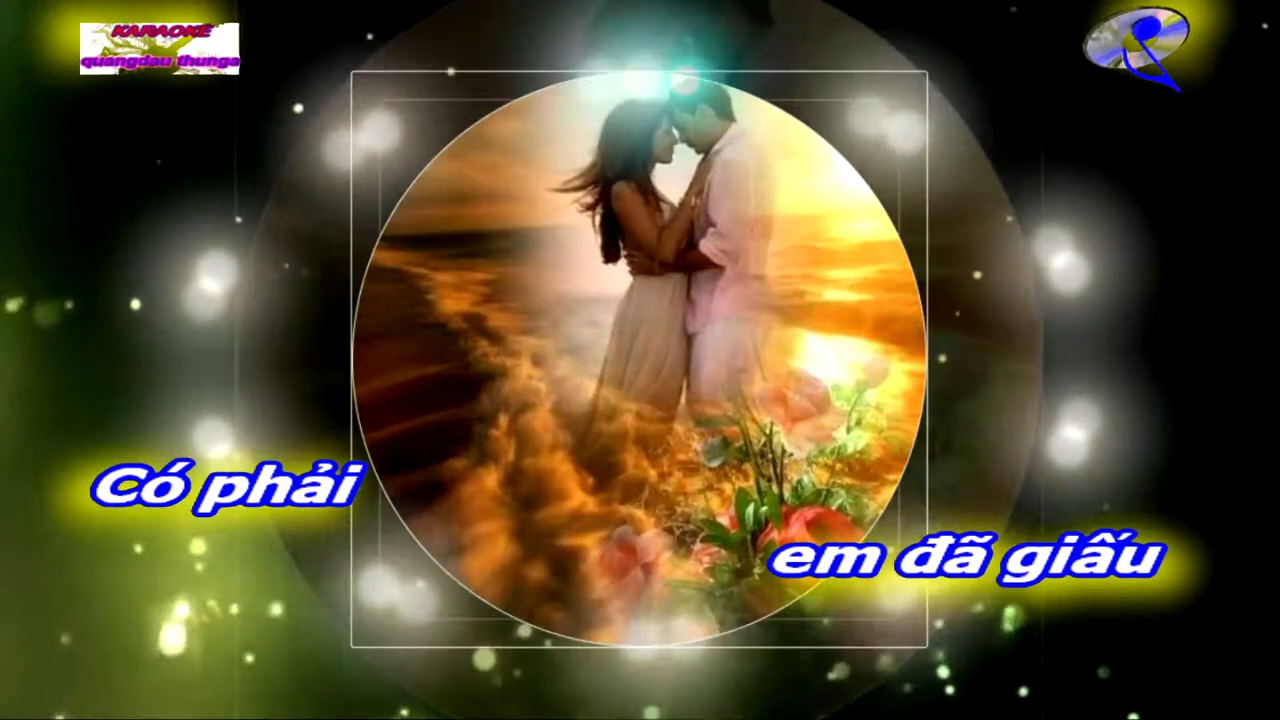 KARAOKE
quangdau thunga
Có phải
em đã giấu